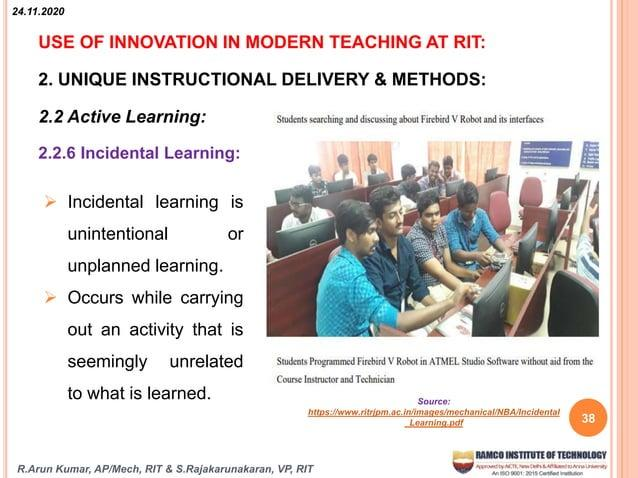 24.11.2020
USE OF INNOVATION IN MODERN TEACHING AT RIT:
2. UNIQUE INSTRUCTIONAL DELIVERY & METHODS:
2.2 Active Learning:
2.2.6 Incidental Learning:
➢ Incidental learning is
unintentional or
unplanned learning.
➢ Occurs while carrying
out an activity that is
seemingly unrelated
to what is learned.
Students searching and discussing about Firebird V Robot and its interfaces
Students Programmed Firebird V Robot in ATMEL Studio Software without aid from the
Course Instructor and Technician
Source:
https://www.ritrjpm.ac.in/images/mechanical/NBA/Incidental
_Learning.pdf
38
R.Arun Kumar, AP/Mech, RIT & S.Rajakarunakaran, VP, RIT
RAMCO INSTITUTE OF TECHNOLOGY
Approved by AICTE, New Delhi & Affiliated to Anna University
An ISO 9001: 2015 Certified Institution